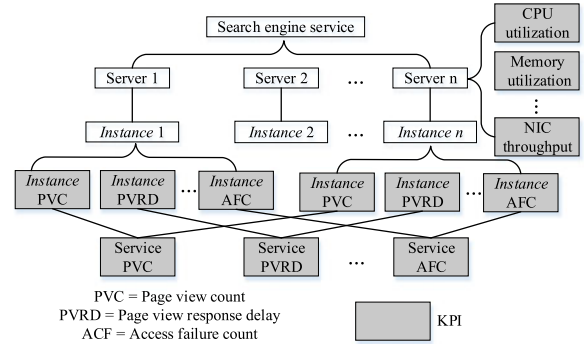 Search engine service
CPU
utilization
Memory
utilization
...
NIC
throughput
Server 1
Server 2
...
Server n
Instance 1
Instance 2
...
Instance n
Instance
PVC
Instance
PVRD
...
Instance
AFC
Instance
PVC
Instance
PVRD
...
Instance
AFC
Service
PVC
Service
PVRD
...
Service
AFC
PVC = Page view count
PVRD = Page view response delay
ACF = Access failure count
KPI